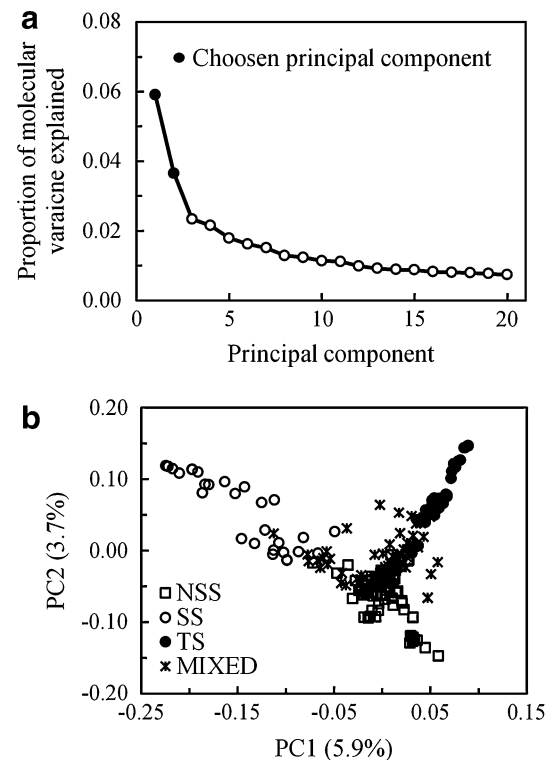 a
Proportion of molecular
varaicne explained
0.08
0.06
0.04
0.02
0.00
Choosen principal component
0
5
10
15
20
Principal component
b
PC2 (3.7%)
0.20
0.10
0.00
-0.10
-0.20
NSS
SS
TS
MIXED
-0.25
-0.15
-0.05
0.05
0.15
PC1 (5.9%)